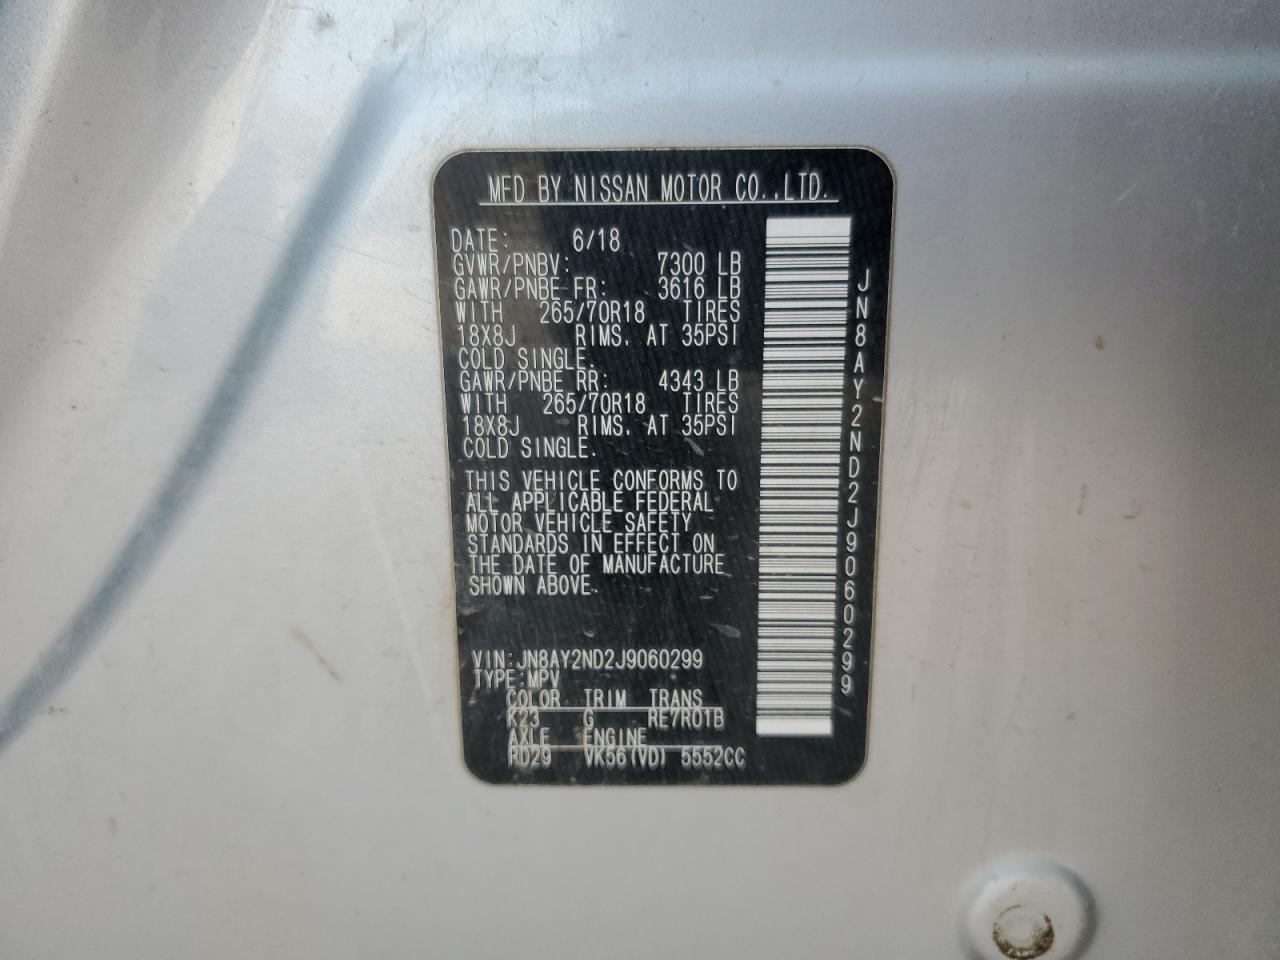 MFD BY NISSAN MOTOR CO.,LTD.
DATE: 6/18
GVWR/PNBV: 7300 LB
GAWR/PNBE FR: 3616 LB
WITH 265/70R18 TIRES
18X8J RIMS. AT 35PSI
COLD SINGLE.
GAWR/PNBE RR: 4343 LB
WITH 265/70R18 TIRES
18X8J RIMS. AT 35PSI
COLD SINGLE.
THIS VEHICLE CONFORMS TO
ALL APPLICABLE FEDERAL
MOTOR VEHICLE SAFETY
STANDARDS IN EFFECT ON
THE DATE OF MANUFACTURE
SHOWN ABOVE.
VIN:JN8AY2ND2J9060299
TYPE:MPV
COLOR TRIM TRANS
K23 G RE7R01B
AXLE ENGINE
RD29 VK56(VD) 5552CC
JN8AY2ND2J9060299